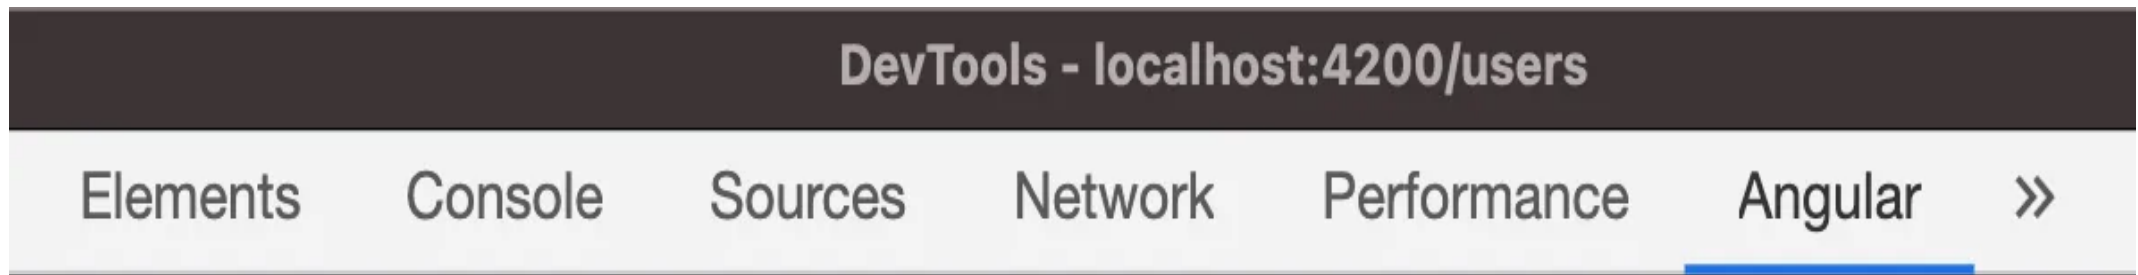 DevTools - localhost:4200/users
Elements Console Sources Network Performance Angular »